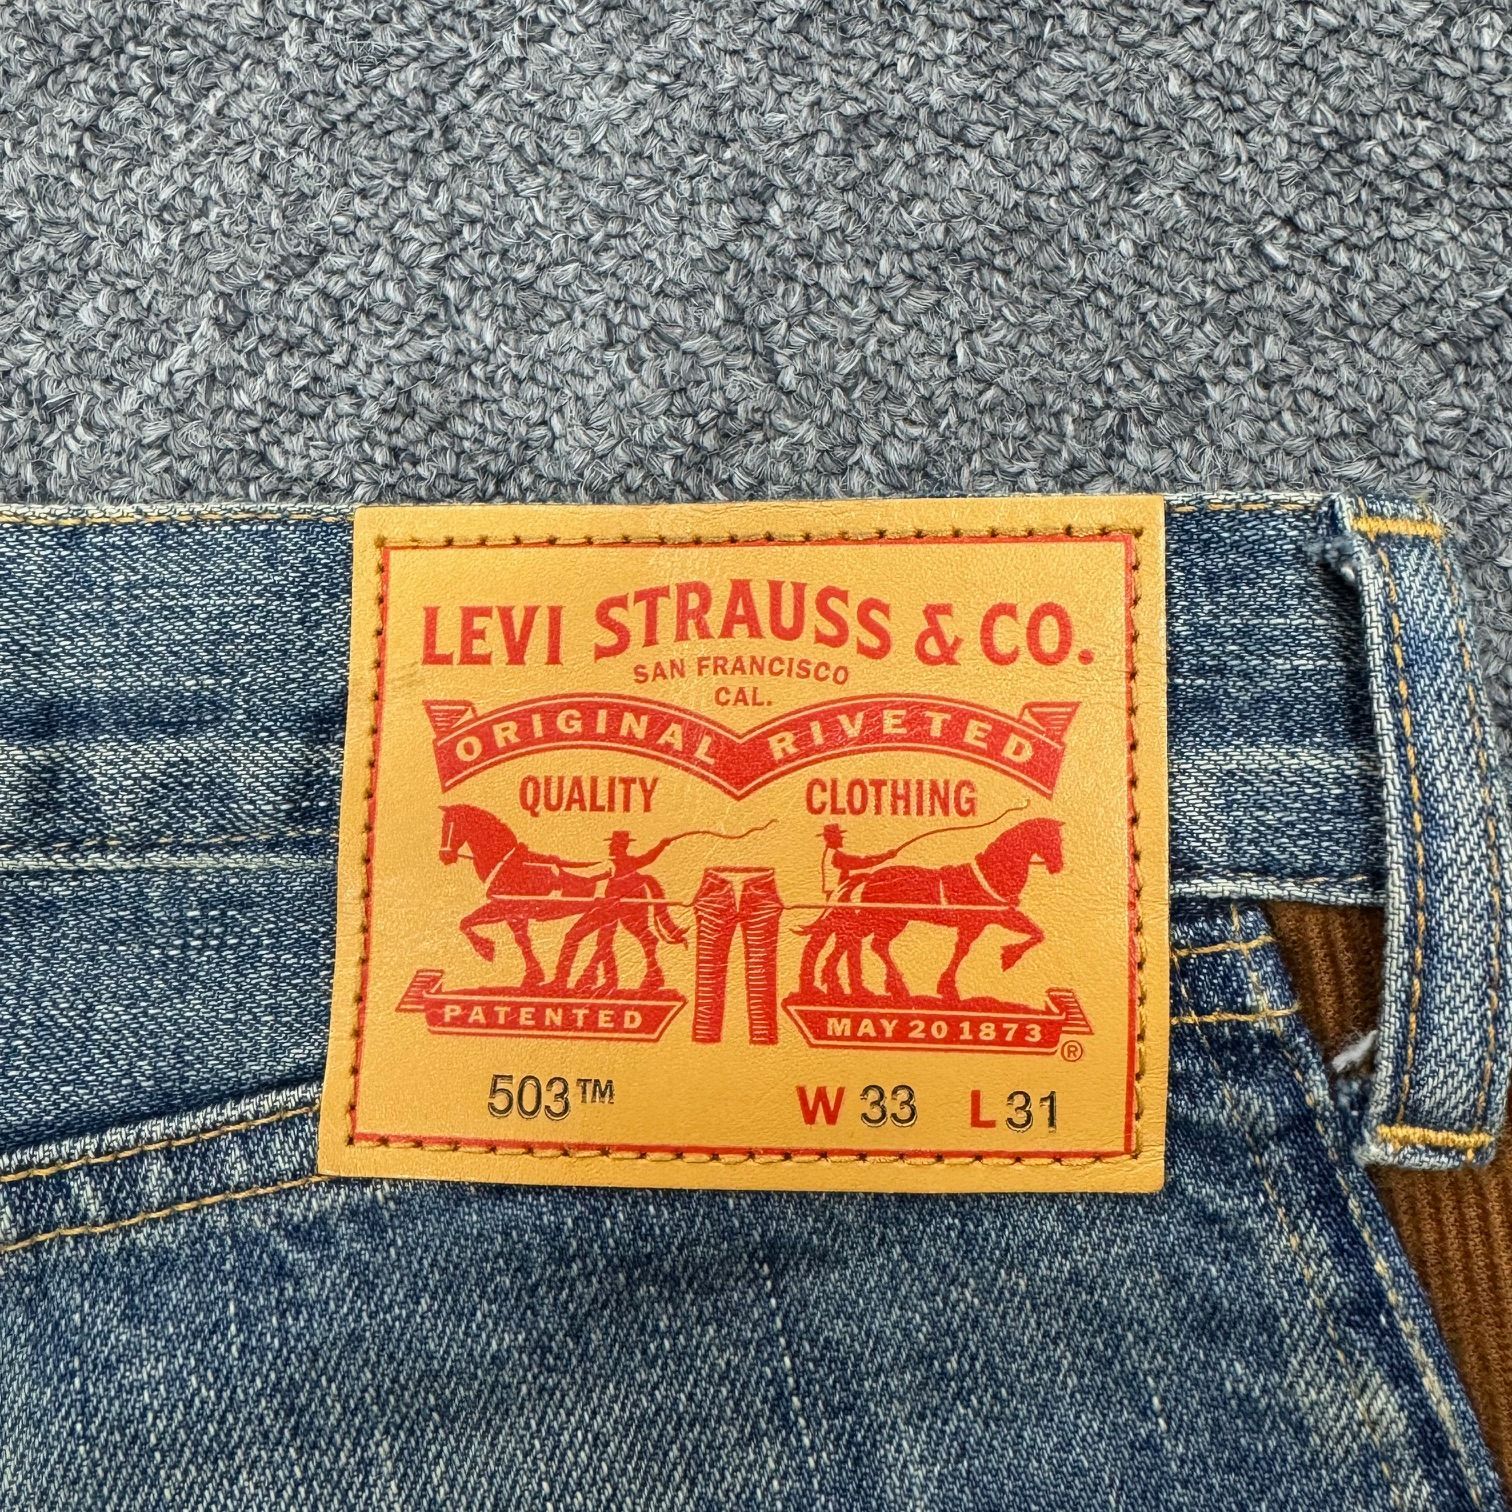 LEVI STRAUSS & CO.
SAN FRANCISCO
CAL.
ORIGINAL RIVETED
QUALITY CLOTHING
PATENTED MAY 20 1873 ®
503™ W 33 L 31